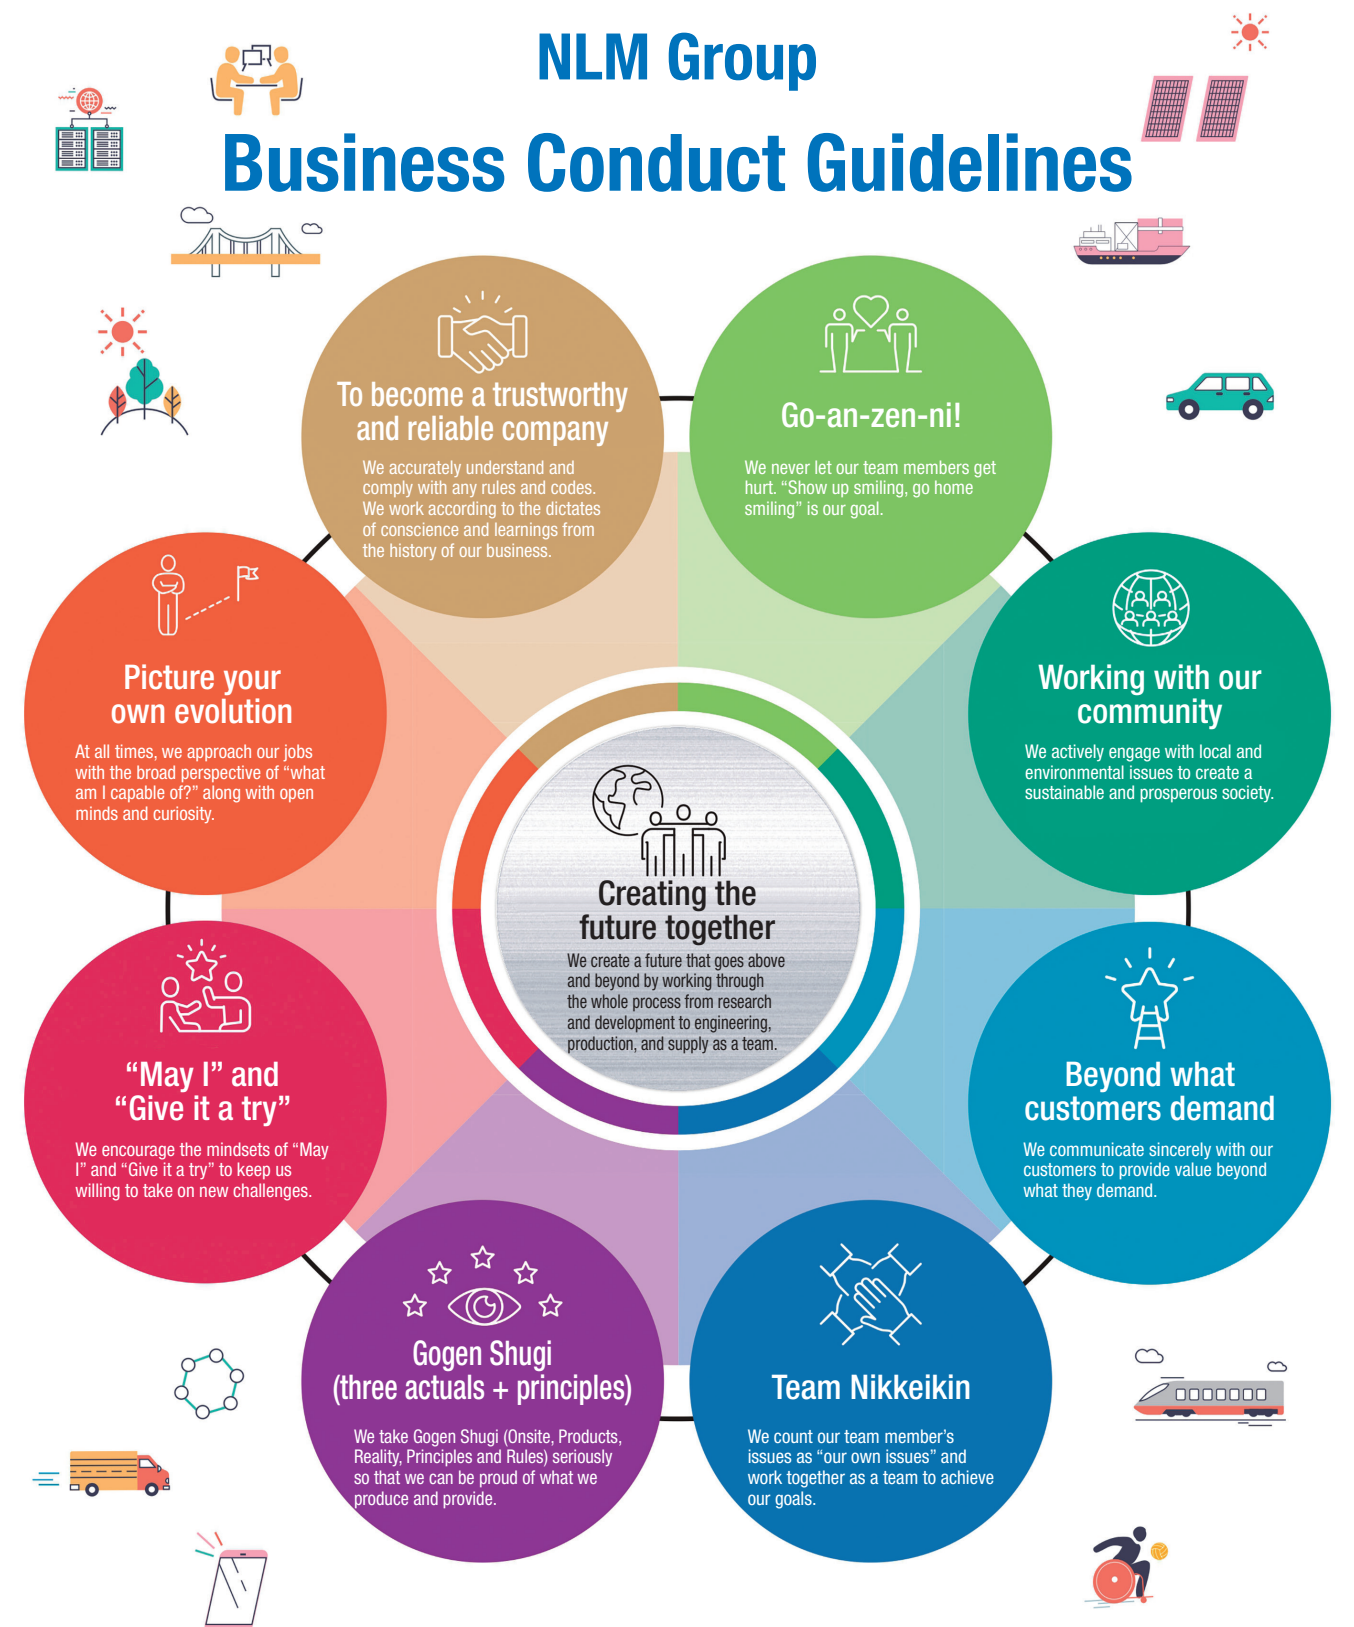 NLM Group
Business Conduct Guidelines
To become a trustworthy
and reliable company
We accurately understand and
comply with any rules and codes.
We work according to the dictates
of conscience and learnings from
the history of our business.
Go-an-zen-ni!
We never let our team members get
hurt. “Show up smiling, go home
smiling” is our goal.
Working with our
community
We actively engage with local and
environmental issues to create a
sustainable and prosperous society.
Beyond what
customers demand
We communicate sincerely with our
customers to provide value beyond
what they demand.
Team Nikkeikin
We count our team member’s
issues as “our own issues” and
work together as a team to achieve
our goals.
Gogen Shugi
(three actuals + principles)
We take Gogen Shugi (Onsite, Products,
Reality, Principles and Rules) seriously
so that we can be proud of what we
produce and provide.
“May I” and
“Give it a try”
We encourage the mindsets of “May
I” and “Give it a try” to keep us
willing to take on new challenges.
Picture your
own evolution
At all times, we approach our jobs
with the broad perspective of “what
am I capable of?” along with open
minds and curiosity.
Creating the
future together
We create a future that goes above
and beyond by working through
the whole process from research
and development to engineering,
production, and supply as a team.